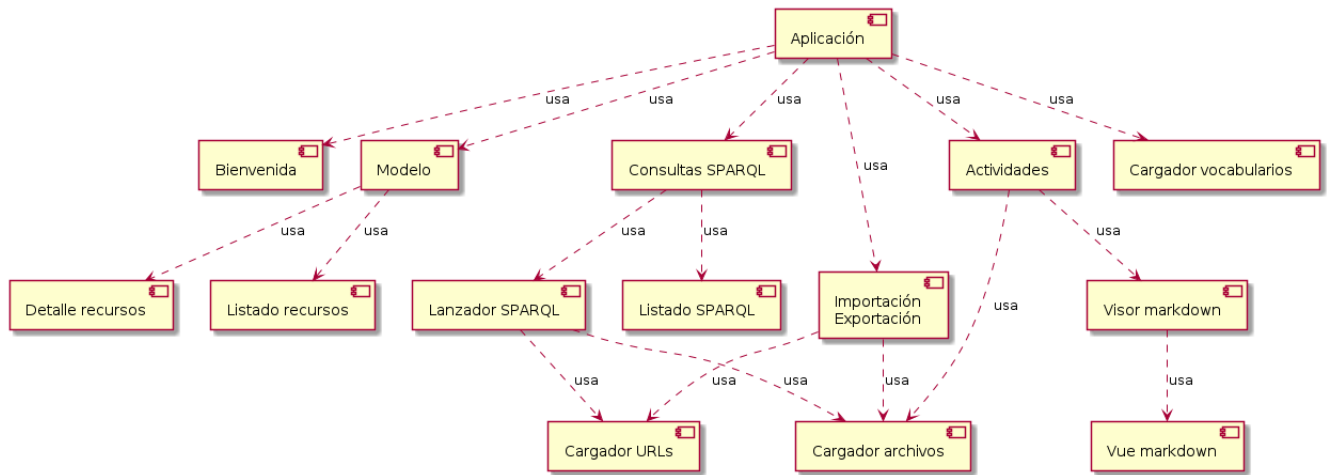 Aplicación
usa
usa
usa
usa
usa
usa
Bienvenida
Modelo
Consultas SPARQL
Actividades
Cargador vocabularios
usa
usa
usa
usa
usa
usa
Detalle recursos
Listado recursos
Lanzador SPARQL
Listado SPARQL
Importación
Exportación
Visor markdown
usa
usa
usa
usa
usa
Cargador URLs
Cargador archivos
Vue markdown